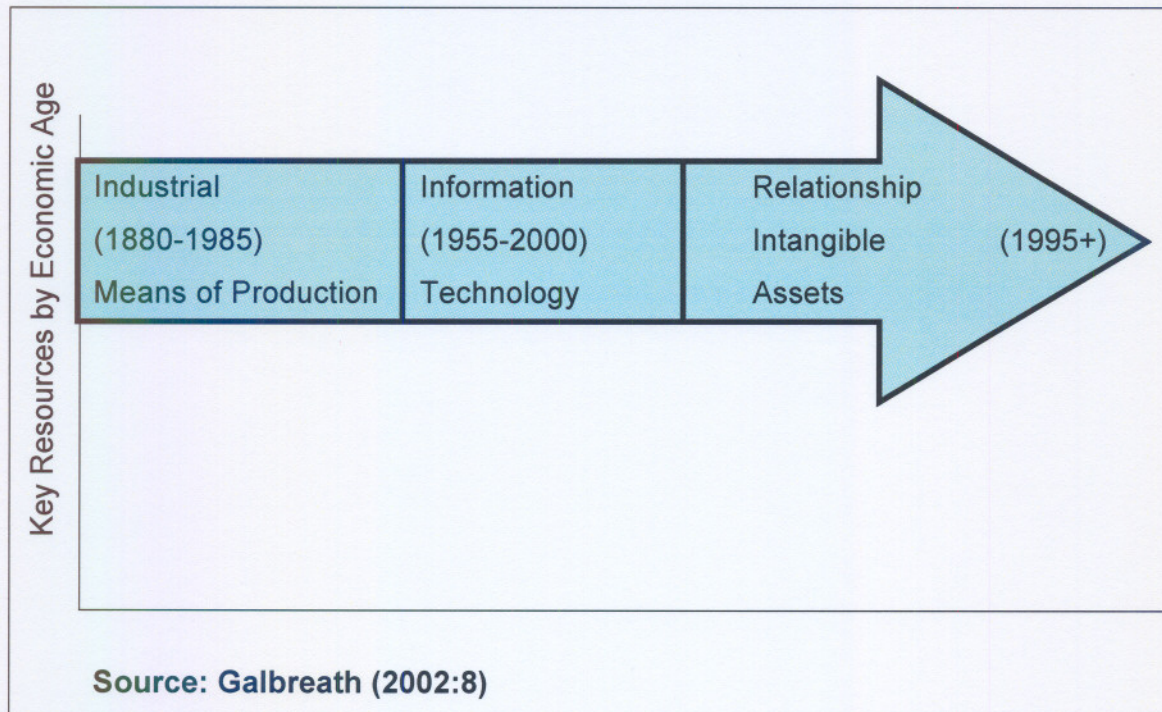 Key Resources by Economic Age
Industrial
(1880-1985)
Means of Production
Information
(1955-2000)
Technology
Relationship
Intangible (1995+)
Assets
Source: Galbreath (2002:8)